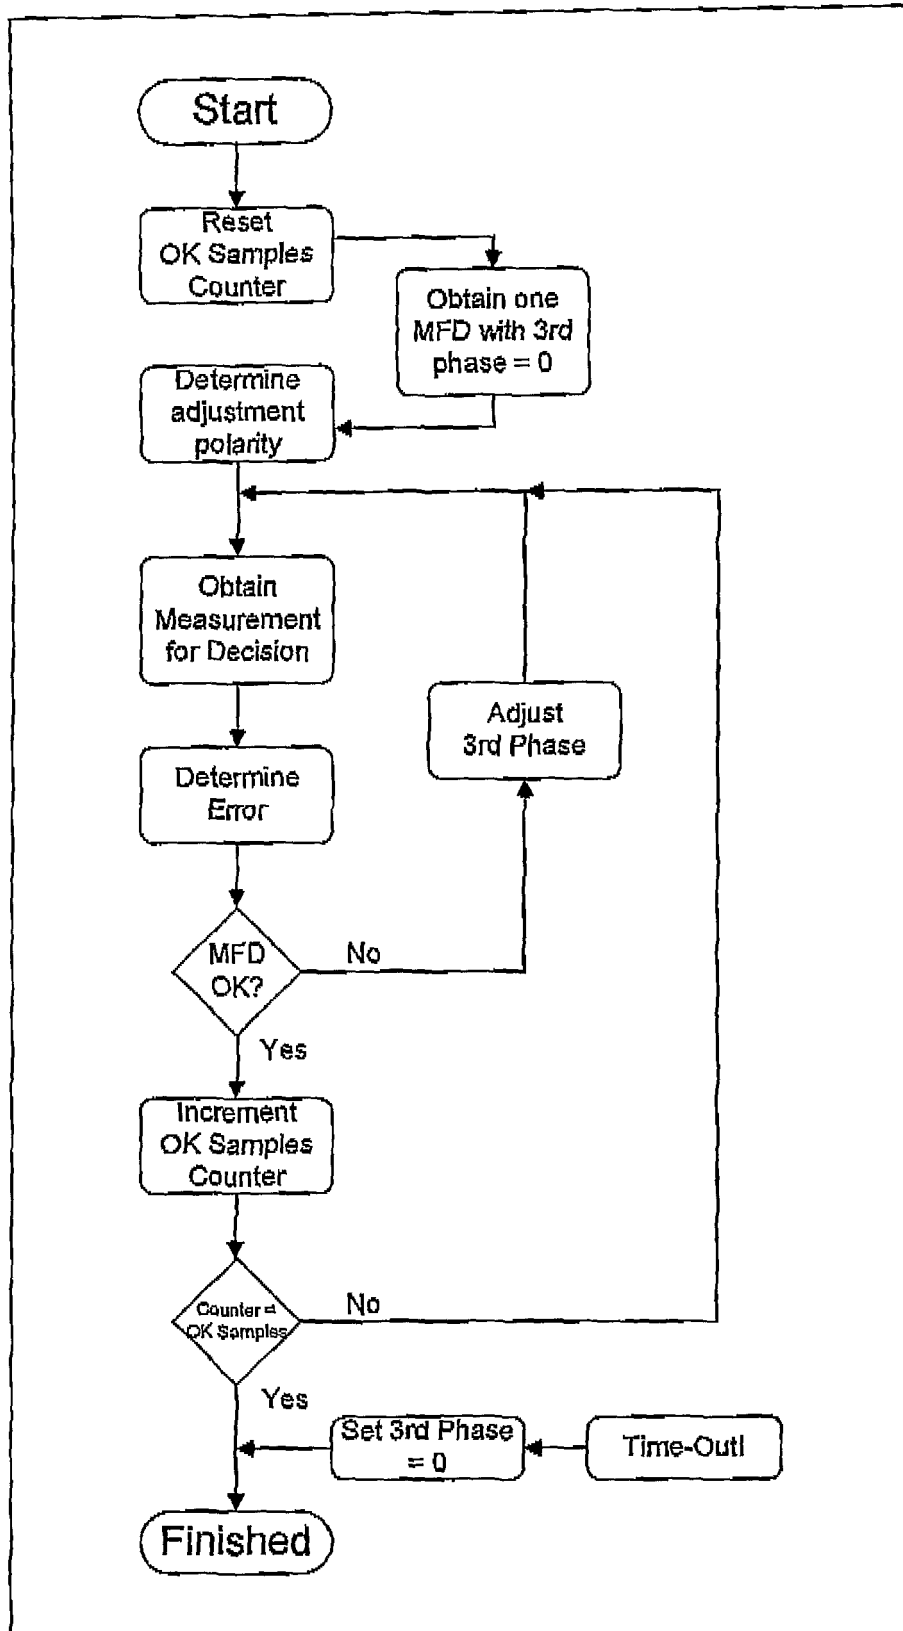 Start
Reset
OK Samples
Counter
Obtain one
MFD with 3rd
phase = 0
Determine
adjustment
polarity
Obtain
Measurement
for Decision
Adjust
3rd Phase
Determine
Error
MFD
OK?
No
Yes
Increment
OK Samples
Counter
Counter =
OK Samples
No
Yes
Set 3rd Phase
= 0
Time-Out!
Finished